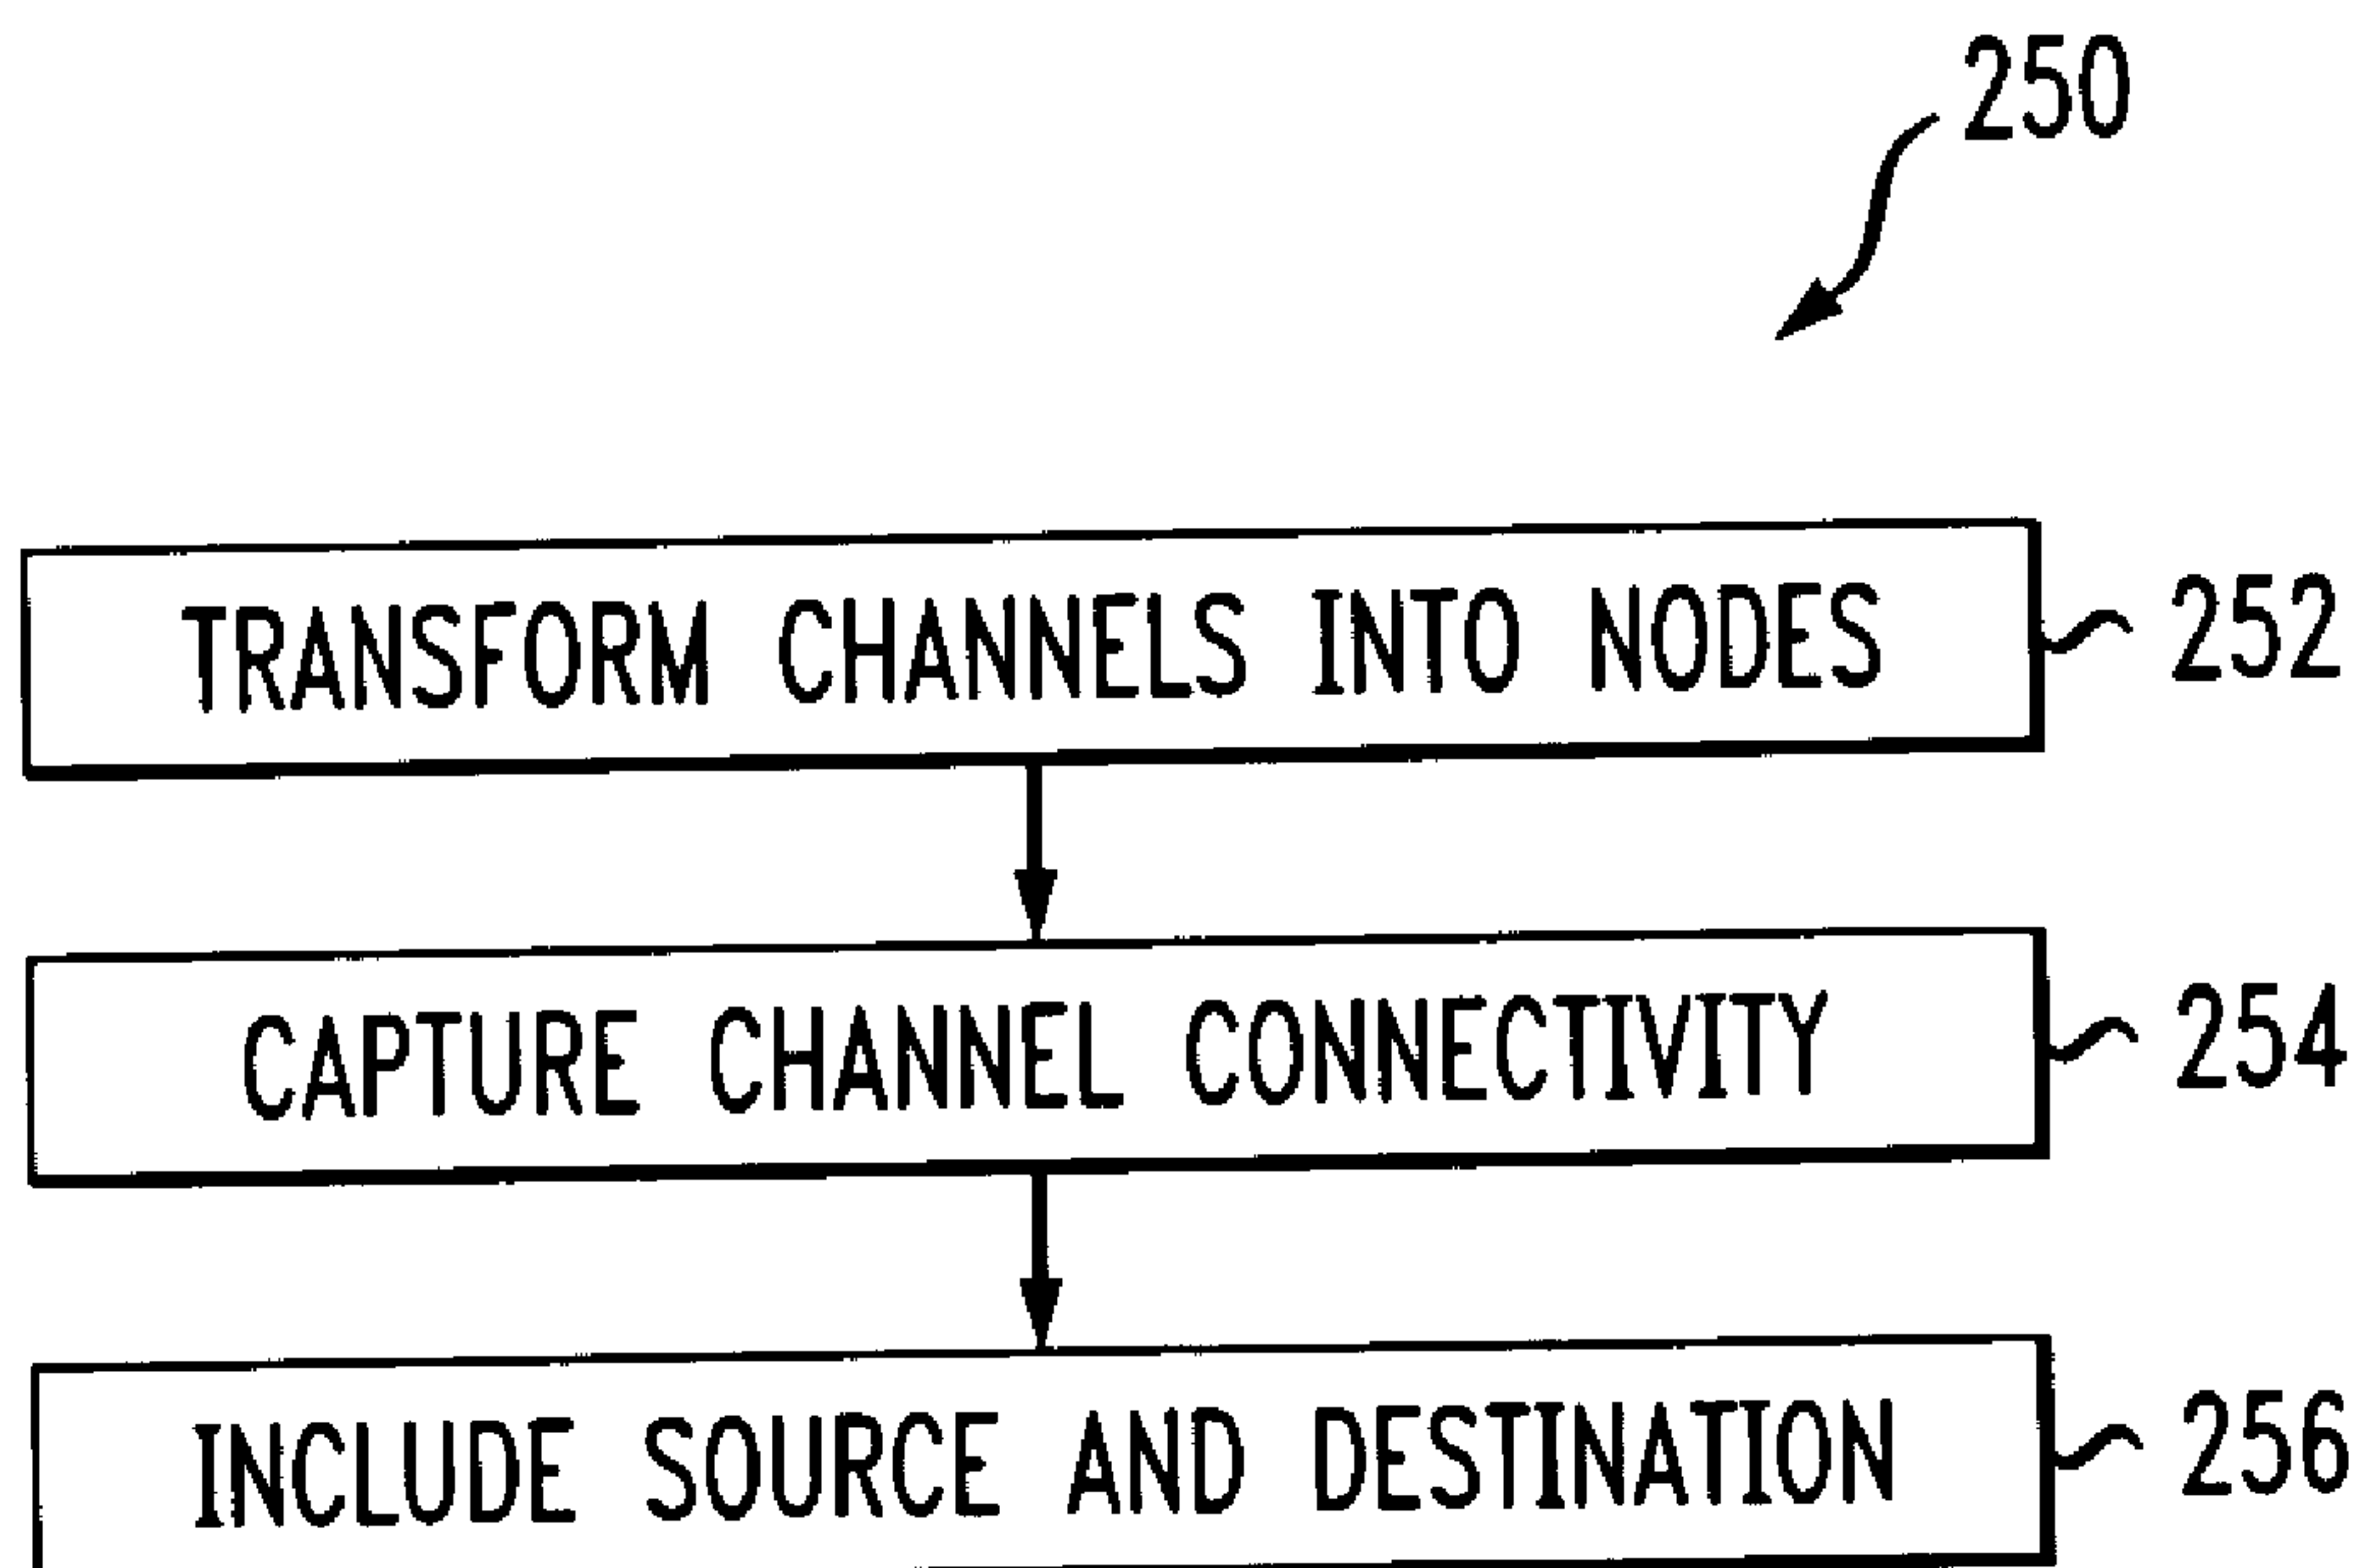 250
TRANSFORM CHANNELS INTO NODES 252
CAPTURE CHANNEL CONNECTIVITY 254
INCLUDE SOURCE AND DESTINATION 256